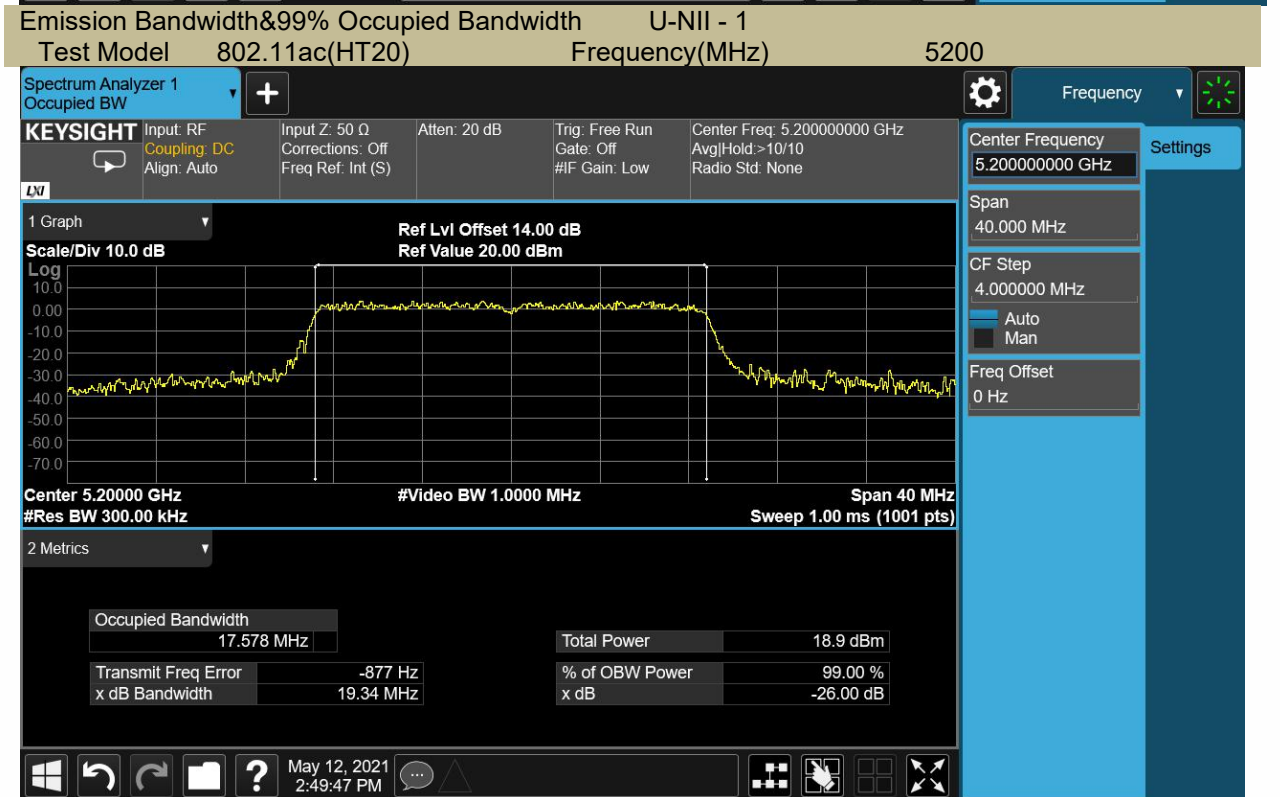 Emission Bandwidth&99% Occupied Bandwidth U-NII - 1
Test Model 802.11ac(HT20) Frequency(MHz) 5200
Spectrum Analyzer 1
Occupied BW
Frequency
KEYSIGHT
LXI
Input: RF
Coupling: DC
Align: Auto
Input Z: 50 Ω
Corrections: Off
Freq Ref: Int (S)
Atten: 20 dB
Trig: Free Run
Gate: Off
#IF Gain: Low
Center Freq: 5.200000000 GHz
Avg|Hold:>10/10
Radio Std: None
Center Frequency
5.200000000 GHz
Settings
Span
40.000 MHz
CF Step
4.000000 MHz
Auto
Man
Freq Offset
0 Hz
1 Graph
Scale/Div 10.0 dB
Ref Lvl Offset 14.00 dB
Ref Value 20.00 dBm
Log
10.0
0.00
-10.0
-20.0
-30.0
-40.0
-50.0
-60.0
-70.0
Center 5.20000 GHz
#Res BW 300.00 kHz
#Video BW 1.0000 MHz
Span 40 MHz
Sweep 1.00 ms (1001 pts)
2 Metrics
Occupied Bandwidth
17.578 MHz
Total Power 18.9 dBm
Transmit Freq Error -877 Hz
% of OBW Power 99.00 %
x dB Bandwidth 19.34 MHz
x dB -26.00 dB
?
May 12, 2021
2:49:47 PM